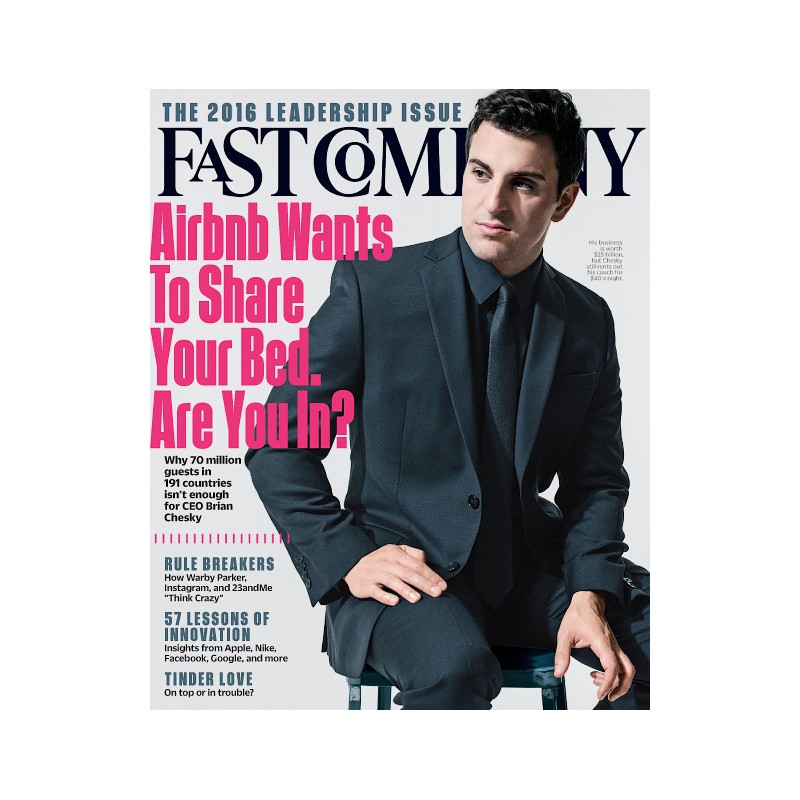 THE 2016 LEADERSHIP ISSUE
FAST COMPANY
Airbnb Wants
To Share
Your Bed.
Are You In?
His business
is worth
$25 billion,
but Chesky
still rents out
his couch for
$40 a night.
Why 70 million
guests in
191 countries
isn't enough
for CEO Brian
Chesky
RULE BREAKERS
How Warby Parker,
Instagram, and 23andMe
"Think Crazy"
57 LESSONS OF
INNOVATION
Insights from Apple, Nike,
Facebook, Google, and more
TINDER LOVE
On top or in trouble?